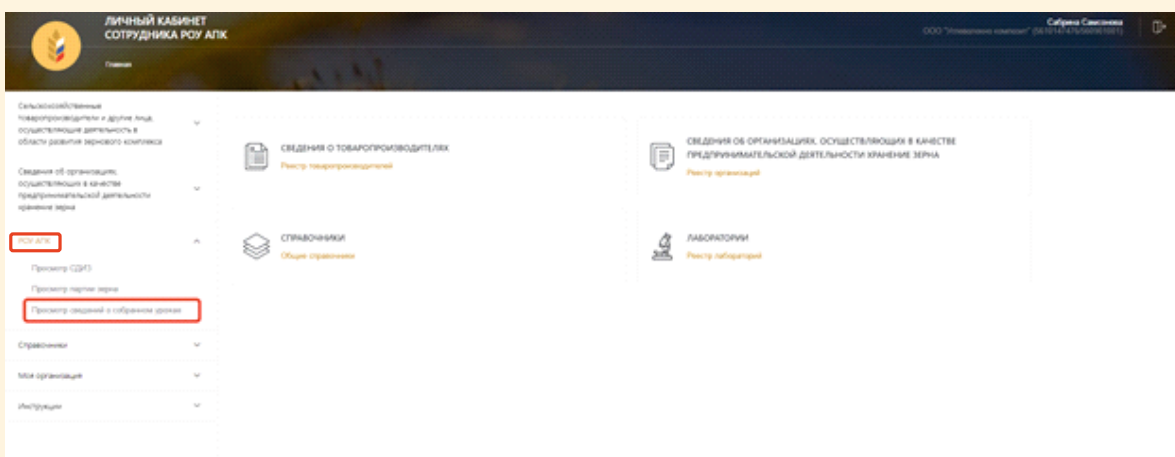 ЛИЧНЫЙ КАБИНЕТ
СОТРУДНИКА РОУ АПК
Главная
Сабрина Самсонова
ООО
Сельскохозяйственные
товаропроизводители и другие лица,
осуществляющие деятельность в
области развития зернового комплекса
Сведения об организациях,
осуществляющих в качестве
предпринимательской деятельности
хранение зерна
РОУ АПК
Просмотр СДИЗ
Просмотр партии зерна
Просмотр сведений о собранном урожае
Справочники
Моя организация
Инструкции
СВЕДЕНИЯ О ТОВАРОПРОИЗВОДИТЕЛЯХ
Реестр товаропроизводителей
СВЕДЕНИЯ ОБ ОРГАНИЗАЦИЯХ, ОСУЩЕСТВЛЯЮЩИХ В КАЧЕСТВЕ
ПРЕДПРИНИМАТЕЛЬСКОЙ ДЕЯТЕЛЬНОСТИ ХРАНЕНИЕ ЗЕРНА
Реестр организаций
СПРАВОЧНИКИ
Общие справочники
ЛАБОРАТОРИИ
Реестр лабораторий